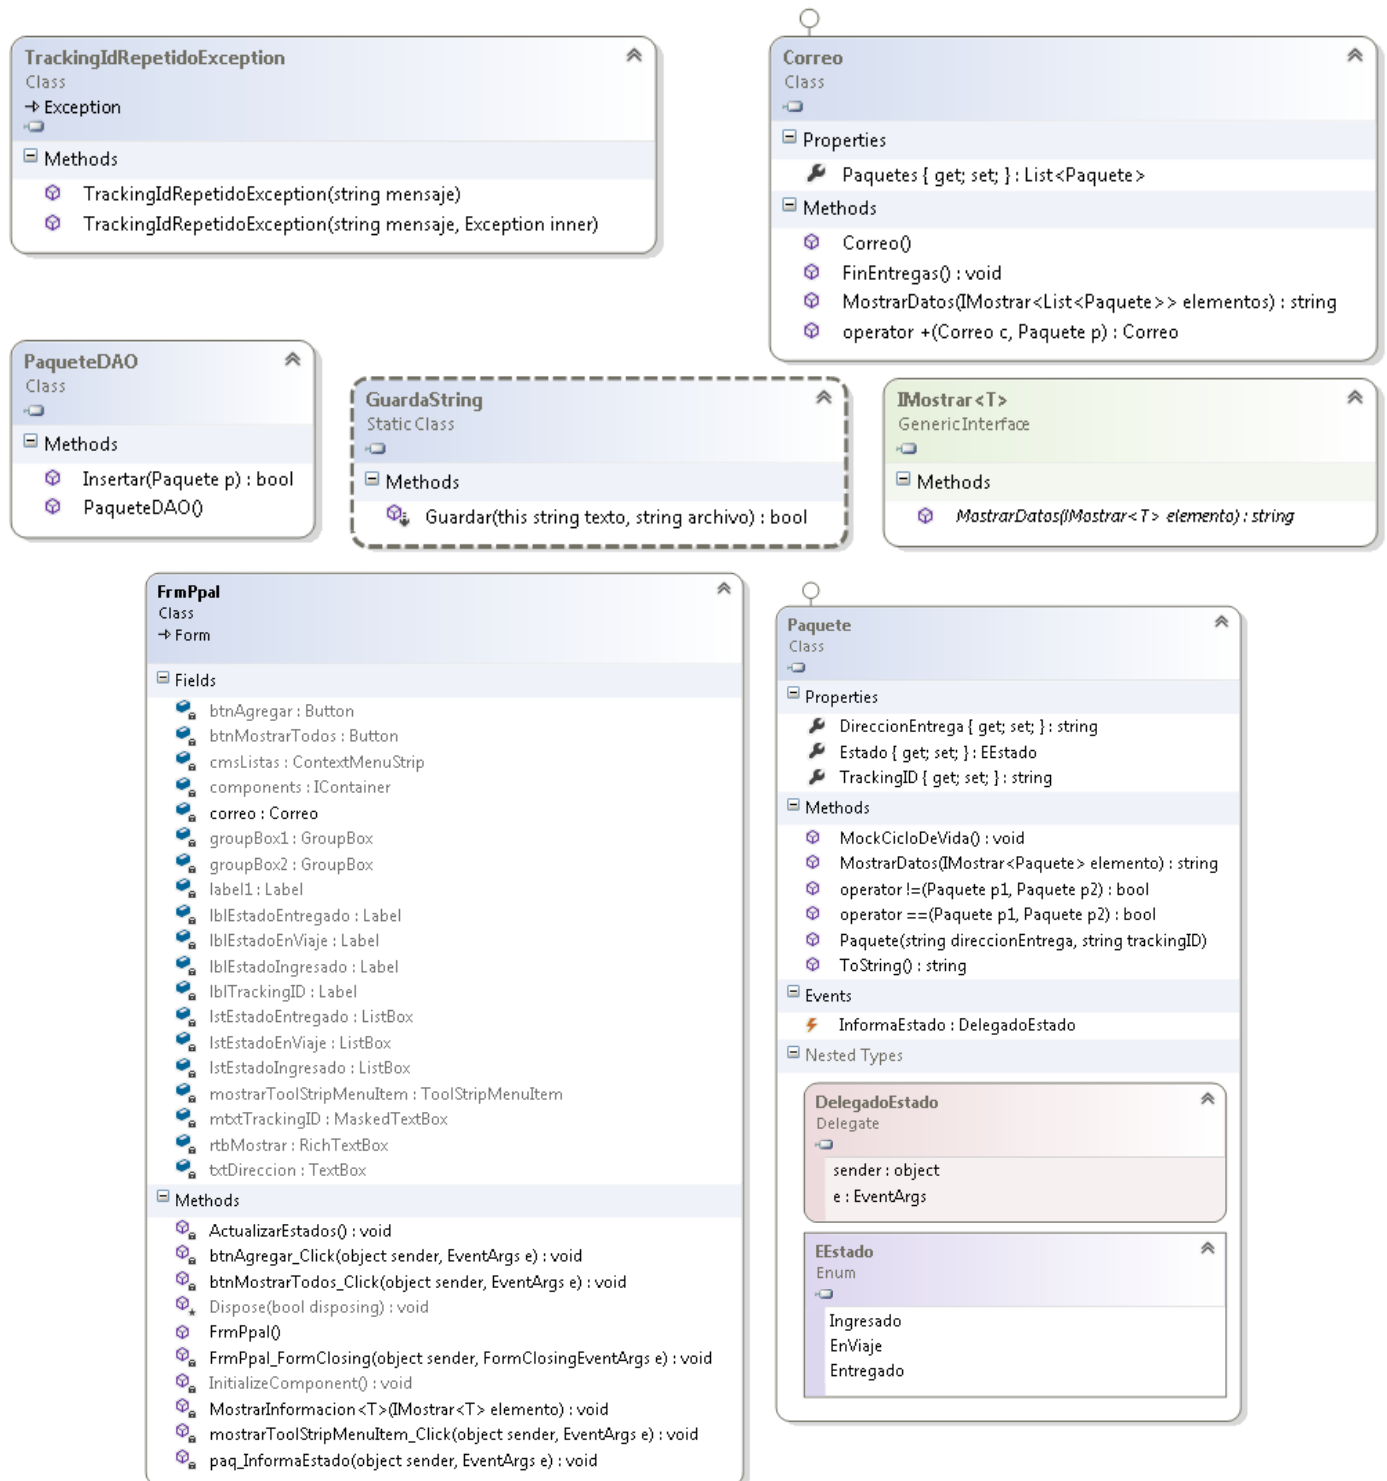 TrackingIdRepetidoException
Class
Exception
Methods
TrackingIdRepetidoException(string mensaje)
TrackingIdRepetidoException(string mensaje, Exception inner)
Correo
Class
Properties
Paquetes { get; set; } : List<Paquete>
Methods
Correo()
FinEntregas() : void
MostrarDatos(IMostrar<List<Paquete>> elementos) : string
operator +(Correo c, Paquete p) : Correo
PaqueteDAO
Class
Methods
Insertar(Paquete p) : bool
PaqueteDAO()
GuardaString
Static Class
Methods
Guardar(this string texto, string archivo) : bool
IMostrar<T>
Generic Interface
Methods
MostrarDatos(IMostrar<T> elemento) : string
FrmPpal
Class
Form
Fields
btnAgregar : Button
btnMostrarTodos : Button
cmsListas : ContextMenuStrip
components : IContainer
correo : Correo
groupBox1 : GroupBox
groupBox2 : GroupBox
label1 : Label
lblEstadoEntregado : Label
lblEstadoEnViaje : Label
lblEstadoIngresado : Label
lblTrackingID : Label
lstEstadoEntregado : ListBox
lstEstadoEnViaje : ListBox
lstEstadoIngresado : ListBox
mostrarToolStripMenuItem : ToolStripMenuItem
mtxtTrackingID : MaskedTextBox
rtbMostrar : RichTextBox
txtDireccion : TextBox
Methods
ActualizarEstados() : void
btnAgregar_Click(object sender, EventArgs e) : void
btnMostrarTodos_Click(object sender, EventArgs e) : void
Dispose(bool disposing) : void
FrmPpal()
FrmPpal_FormClosing(object sender, FormClosingEventArgs e) : void
InitializeComponent() : void
MostrarInformacion<T>(IMostrar<T> elemento) : void
mostrarToolStripMenuItem_Click(object sender, EventArgs e) : void
paq_InformaEstado(object sender, EventArgs e) : void
Paquete
Class
Properties
DireccionEntrega { get; set; } : string
Estado { get; set; } : EEstado
TrackingID { get; set; } : string
Methods
MockCicloDeVida() : void
MostrarDatos(IMostrar<Paquete> elemento) : string
operator !=(Paquete p1, Paquete p2) : bool
operator ==(Paquete p1, Paquete p2) : bool
Paquete(string direccionEntrega, string trackingID)
ToString() : string
Events
InformaEstado : DelegadoEstado
Nested Types
DelegadoEstado
Delegate
sender : object
e : EventArgs
EEstado
Enum
Ingresado
EnViaje
Entregado